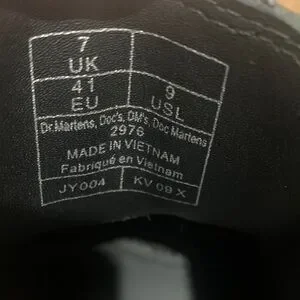 7
UK
41
EU
9
USL
Dr.Martens, Doc's, DM's, Doc Martens
2976
MADE IN VIETNAM
Fabriqué en Vietnam
JY004
KV 09 X